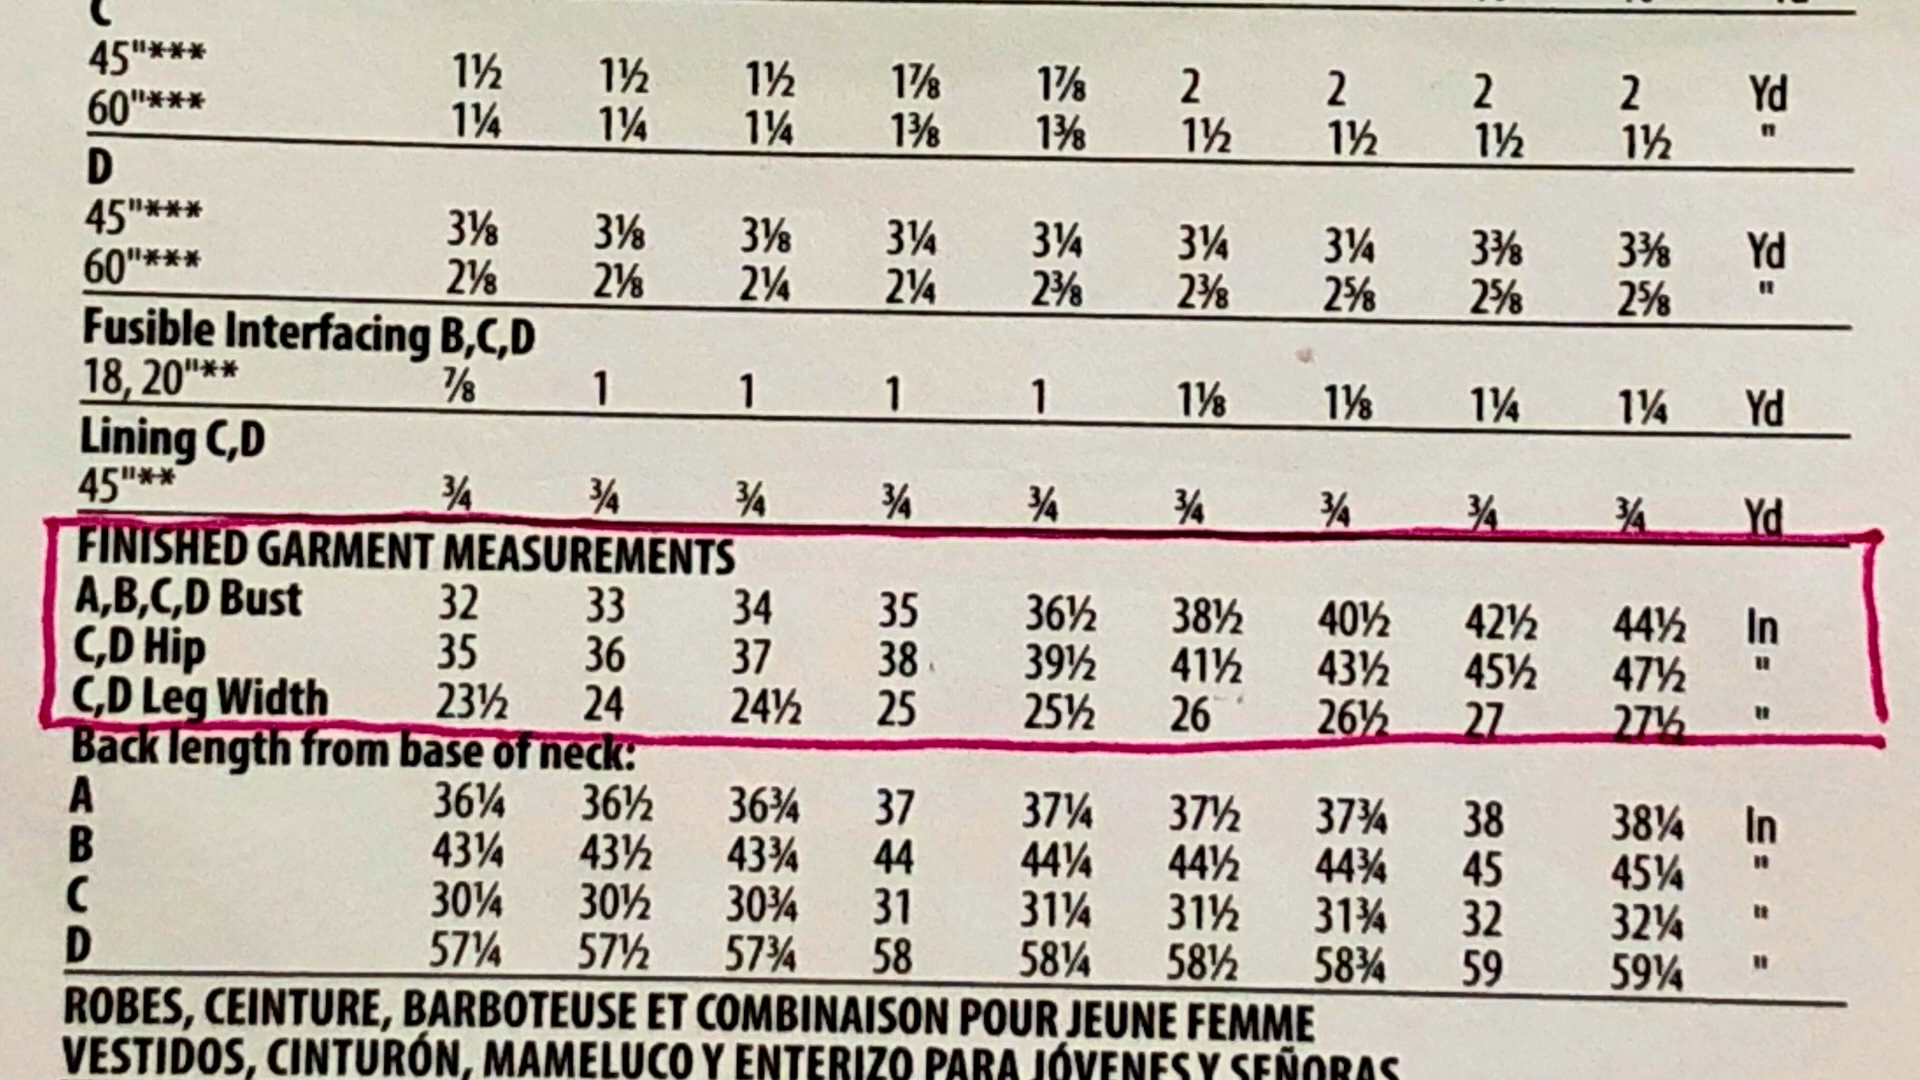 C
45"*** 1½ 1½ 1½ 1⅞ 1⅞ 2 2 2 2 Yd
60"*** 1¼ 1¼ 1¼ 1⅜ 1⅜ 1½ 1½ 1½ 1½ "
D
45"*** 3⅛ 3⅛ 3⅛ 3¼ 3¼ 3¼ 3¼ 3⅜ 3⅜ Yd
60"*** 2⅛ 2⅛ 2¼ 2¼ 2⅜ 2⅜ 2⅝ 2⅝ 2⅝ "
Fusible Interfacing B,C,D
18, 20"** ⅞ 1 1 1 1 1⅛ 1⅛ 1¼ 1¼ Yd
Lining C,D
45"** ¾ ¾ ¾ ¾ ¾ ¾ ¾ ¾ ¾ Yd
FINISHED GARMENT MEASUREMENTS
A,B,C,D Bust 32 33 34 35 36½ 38½ 40½ 42½ 44½ In
C,D Hip 35 36 37 38 39½ 41½ 43½ 45½ 47½ "
C,D Leg Width 23½ 24 24½ 25 25½ 26 26½ 27 27½ "
Back length from base of neck:
A 36¼ 36½ 36¾ 37 37¼ 37½ 37¾ 38 38¼ In
B 43¼ 43½ 43¾ 44 44¼ 44½ 44¾ 45 45¼ "
C 30¼ 30½ 30¾ 31 31¼ 31½ 31¾ 32 32¼ "
D 57¼ 57½ 57¾ 58 58¼ 58½ 58¾ 59 59¼ "
ROBES, CEINTURE, BARBOTEUSE ET COMBINAISON POUR JEUNE FEMME
VESTIDOS, CINTURÓN, MAMELUCO Y ENTERIZO PARA JÓVENES Y SEÑORAS